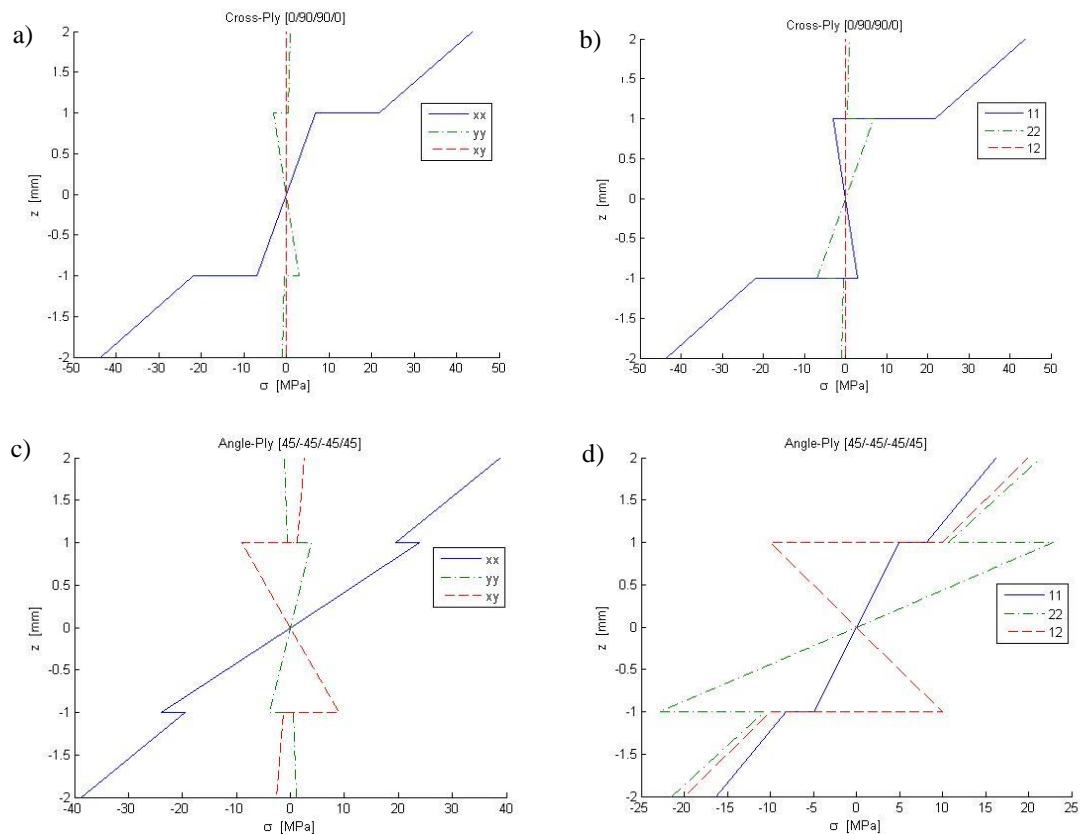 a)
Cross-Ply [0/90/90/0]
2
1.5
1
0.5
0
-0.5
-1
-1.5
-2
z [mm]
xx
yy
xy
-50 -40 -30 -20 -10 0 10 20 30 40 50
σ [MPa]
b)
Cross-Ply [0/90/90/0]
2
1.5
1
0.5
0
-0.5
-1
-1.5
-2
z [mm]
11
22
12
-50 -40 -30 -20 -10 0 10 20 30 40 50
σ [MPa]
c)
Angle-Ply [45/-45/-45/45]
2
1.5
1
0.5
0
-0.5
-1
-1.5
-2
z [mm]
xx
yy
xy
-40 -30 -20 -10 0 10 20 30 40
σ [MPa]
d)
Angle-Ply [45/-45/-45/45]
2
1.5
1
0.5
0
-0.5
-1
-1.5
-2
z [mm]
11
22
12
-25 -20 -15 -10 -5 0 5 10 15 20 25
σ [MPa]